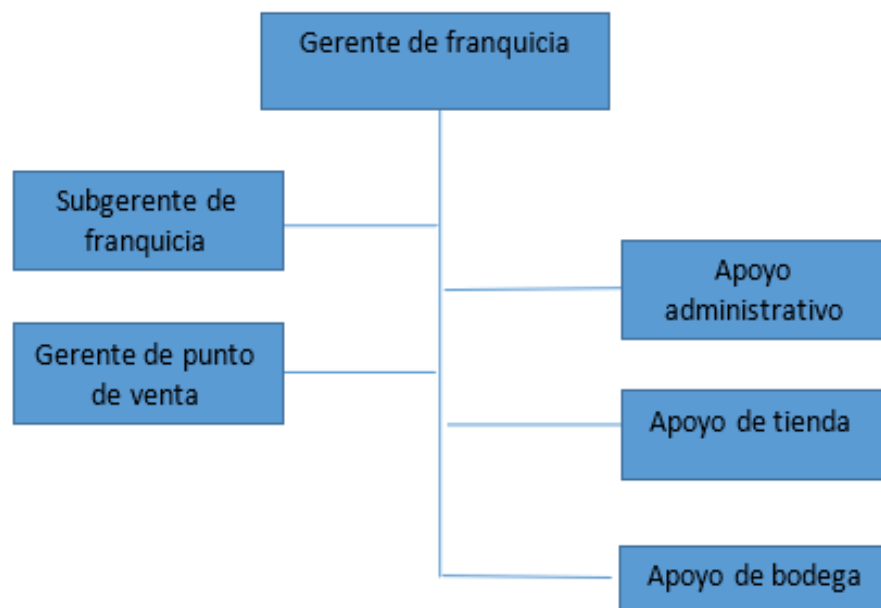 Gerente de franquicia
Subgerente de
franquicia
Apoyo
administrativo
Gerente de punto
de venta
Apoyo de tienda
Apoyo de bodega